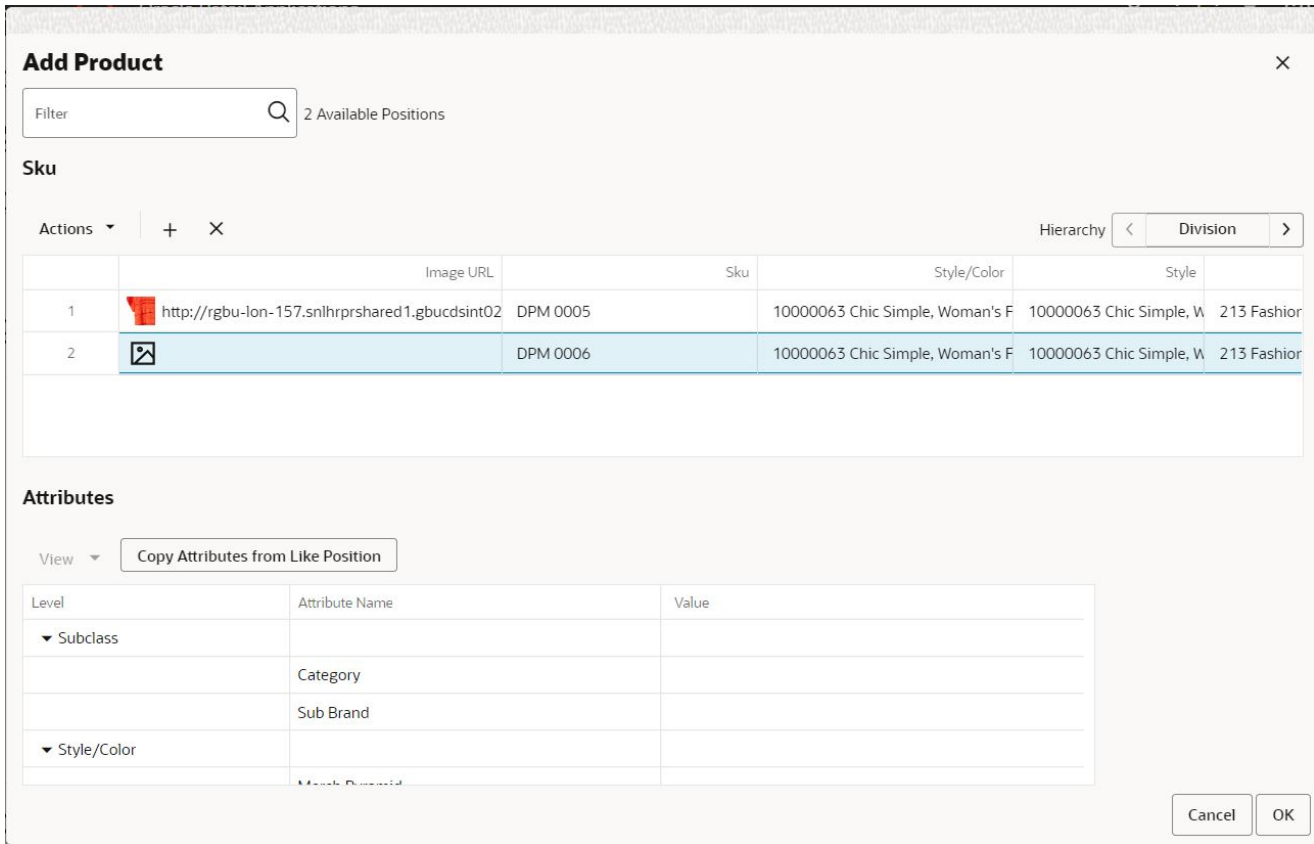 Add Product
Filter 2 Available Positions
Sku
Actions Hierarchy Division
Image URL Sku Style/Color Style
1 http://rgbu-lon-157.snlhrprshared1.gbucdsint02 DPM 0005 10000063 Chic Simple, Woman's F 10000063 Chic Simple, W 213 Fashion
2 DPM 0006 10000063 Chic Simple, Woman's F 10000063 Chic Simple, W 213 Fashion
Attributes
View Copy Attributes from Like Position
Level Attribute Name Value
Subclass
Category
Sub Brand
Style/Color
Cancel OK